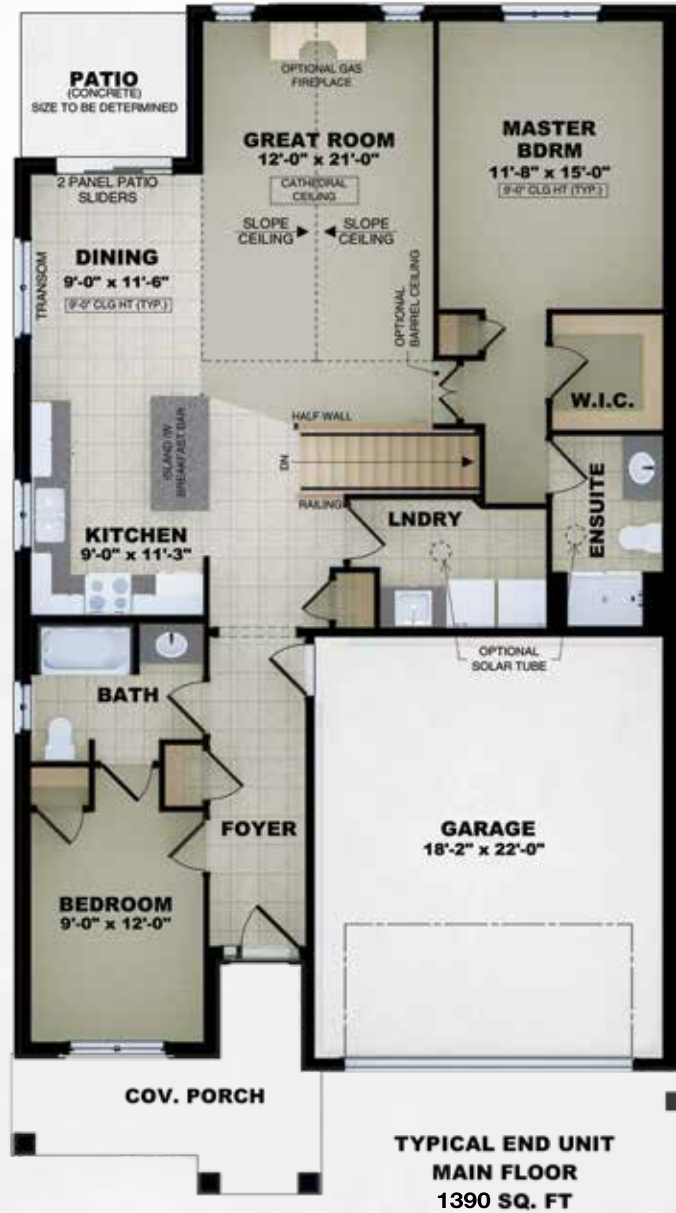 PATIO
(CONCRETE)
SIZE TO BE DETERMINED
OPTIONAL GAS
FIREPLACE
GREAT ROOM
12'-0" x 21'-0"
CATHEDRAL
CEILING
SLOPE
CEILING
SLOPE
CEILING
MASTER
BDRM
11'-8" x 15'-0"
9'-0" CLG HT (TYP.)
2 PANEL PATIO
SLIDERS
DINING
9'-0" x 11'-6"
9'-0" CLG HT (TYP.)
TRANSOM
OPTIONAL
BARREL CEILING
W.I.C.
HALF WALL
ISLAND /W
BREAKFAST BAR
DN
RAILING
LNDRY
ENSUITE
KITCHEN
9'-0" x 11'-3"
OPTIONAL
SOLAR TUBE
BATH
FOYER
GARAGE
18'-2" x 22'-0"
BEDROOM
9'-0" x 12'-0"
COV. PORCH
TYPICAL END UNIT
MAIN FLOOR
1390 SQ. FT